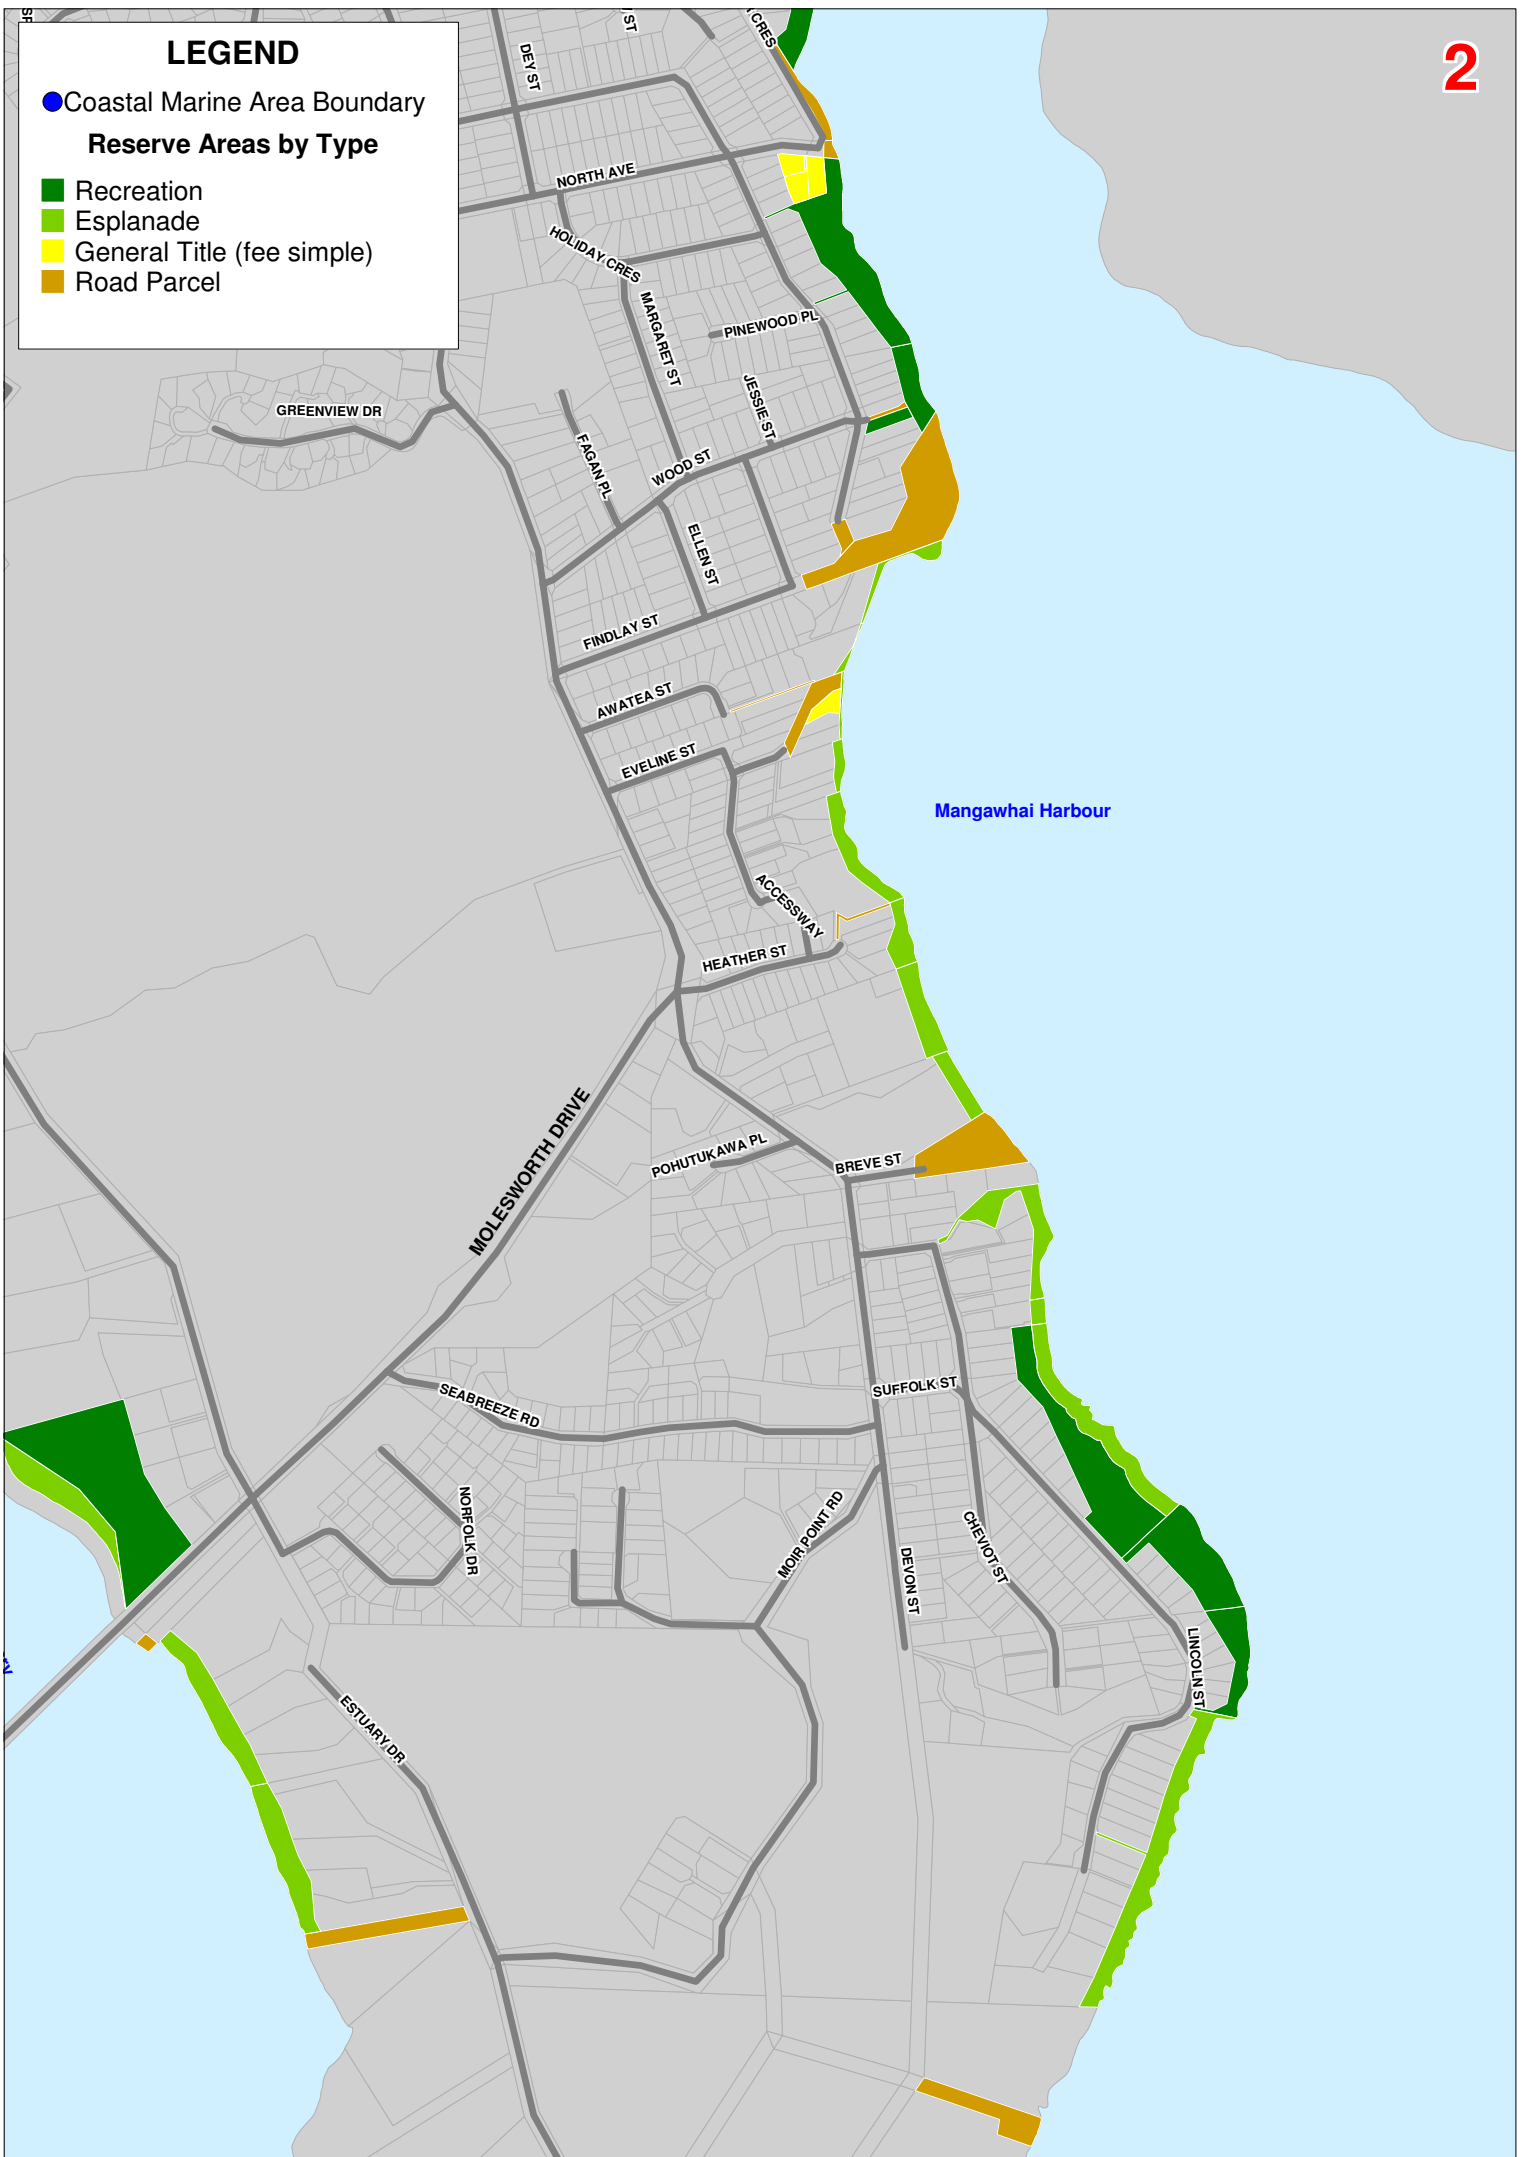 LEGEND
Coastal Marine Area Boundary
Reserve Areas by Type
Recreation
Esplanade
General Title (fee simple)
Road Parcel
2
DEY ST
ST
CRES
NORTH AVE
HOLIDAY CRES
MARGARET ST
PINEWOOD PL
JESSIE ST
GREENVIEW DR
FAGAN PL
WOOD ST
ELLEN ST
FINDLAY ST
AWATEA ST
EVELINE ST
Mangawhai Harbour
ACCESSWAY
HEATHER ST
MOLESWORTH DRIVE
POHUTUKAWA PL
BREVE ST
SUFFOLK ST
SEABREEZE RD
NORFOLK DR
MOIR POINT RD
CHEVIOT ST
DEVON ST
LINCOLN ST
ESTUARY DR